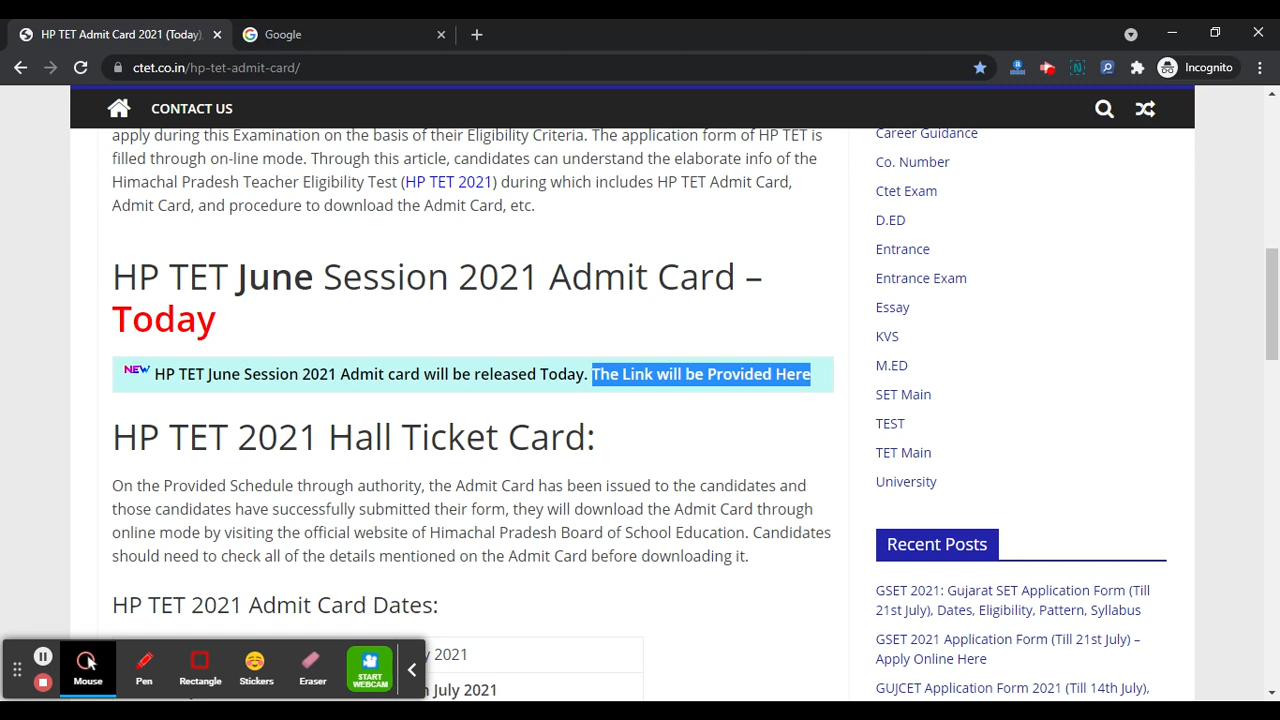 HP TET Admit Card 2021 (Today)
Google
ctet.co.in/hp-tet-admit-card/
Incognito
CONTACT US
apply during this Examination on the basis of their Eligibility Criteria. The application form of HP TET is
filled through on-line mode. Through this article, candidates can understand the elaborate info of the
Himachal Pradesh Teacher Eligibility Test (HP TET 2021) during which includes HP TET Admit Card,
Admit Card, and procedure to download the Admit Card, etc.
HP TET June Session 2021 Admit Card –
Today
NEW HP TET June Session 2021 Admit card will be released Today. The Link will be Provided Here
HP TET 2021 Hall Ticket Card:
On the Provided Schedule through authority, the Admit Card has been issued to the candidates and
those candidates have successfully submitted their form, they will download the Admit Card through
online mode by visiting the official website of Himachal Pradesh Board of School Education. Candidates
should need to check all of the details mentioned on the Admit Card before downloading it.
HP TET 2021 Admit Card Dates:
2021
July 2021
Career Guidance
Co. Number
Ctet Exam
D.ED
Entrance
Entrance Exam
Essay
KVS
M.ED
SET Main
TEST
TET Main
University
Recent Posts
GSET 2021: Gujarat SET Application Form (Till
21st July), Dates, Eligibility, Pattern, Syllabus
GSET 2021 Application Form (Till 21st July) –
Apply Online Here
GUJCET Application Form 2021 (Till 14th July),
Mouse
Pen
Rectangle
Stickers
Eraser
START
WEBCAM